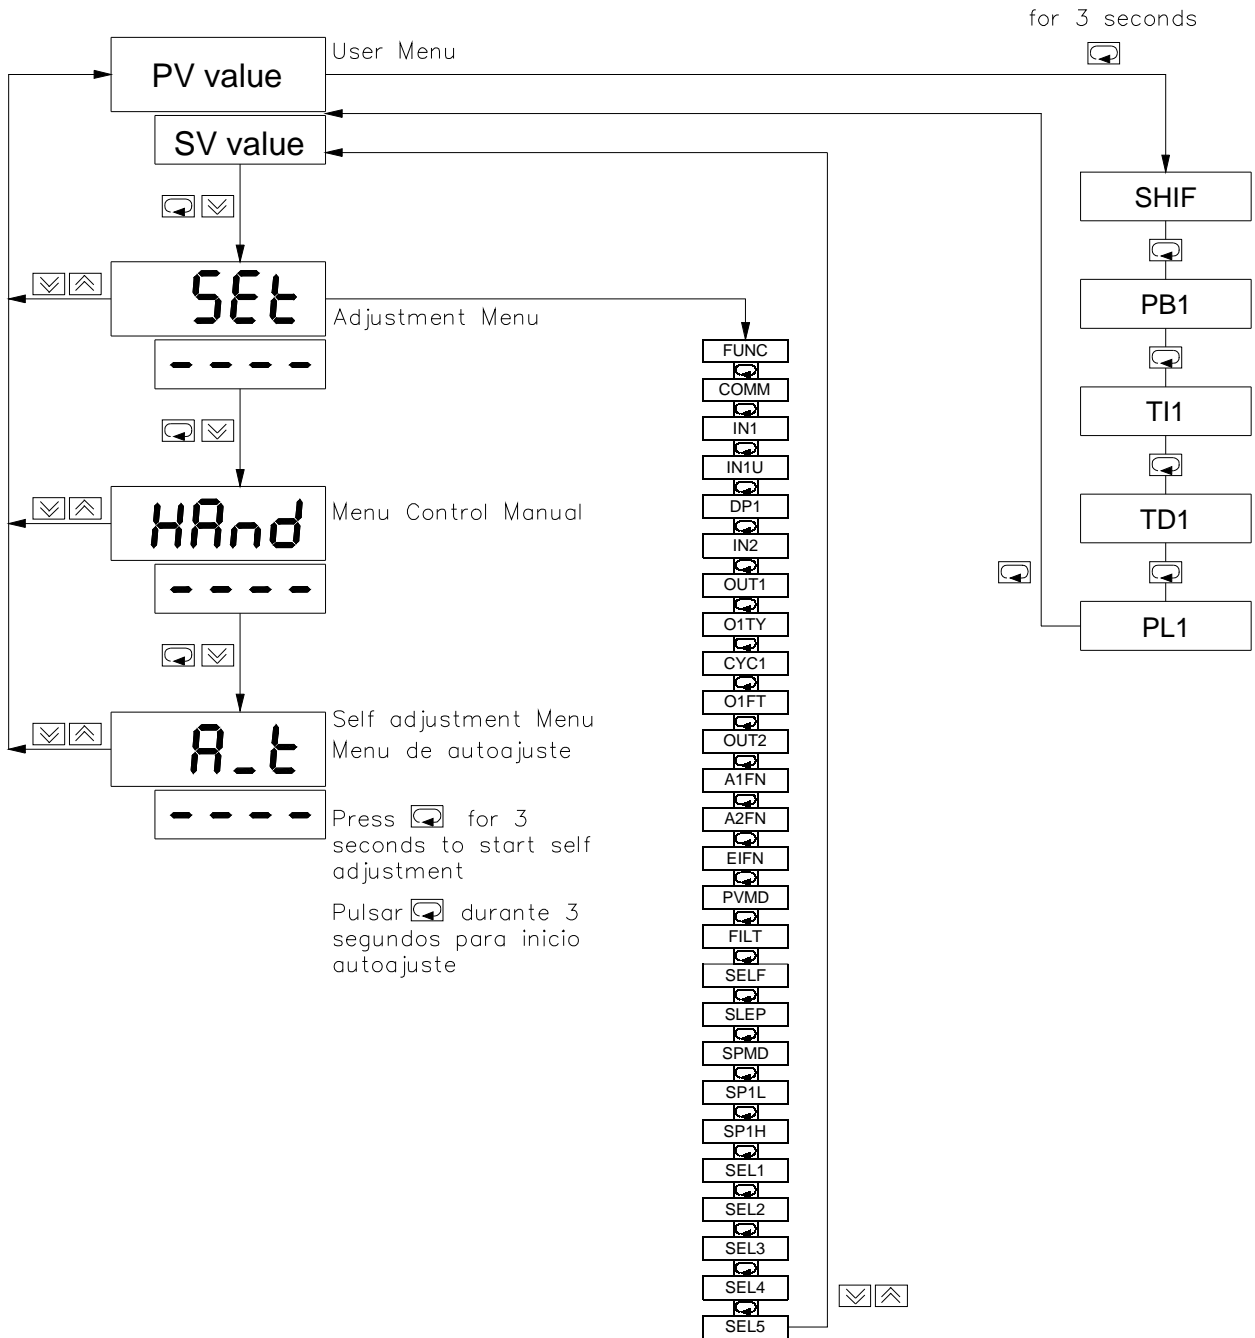 for 3 seconds
User Menu
PV value
SV value
SHIF
PB1
TI1
TD1
PL1
SEt
Adjustment Menu
- - - -
HAnd
Menu Control Manual
- - - -
A_t
Self adjustment Menu
Menu de autoajuste
- - - -
Press for 3
seconds to start self
adjustment
Pulsar durante 3
segundos para inicio
autoajuste
FUNC
COMM
IN1
IN1U
DP1
IN2
OUT1
O1TY
CYC1
O1FT
OUT2
A1FN
A2FN
EIFN
PVMD
FILT
SELF
SLEP
SPMD
SP1L
SP1H
SEL1
SEL2
SEL3
SEL4
SEL5